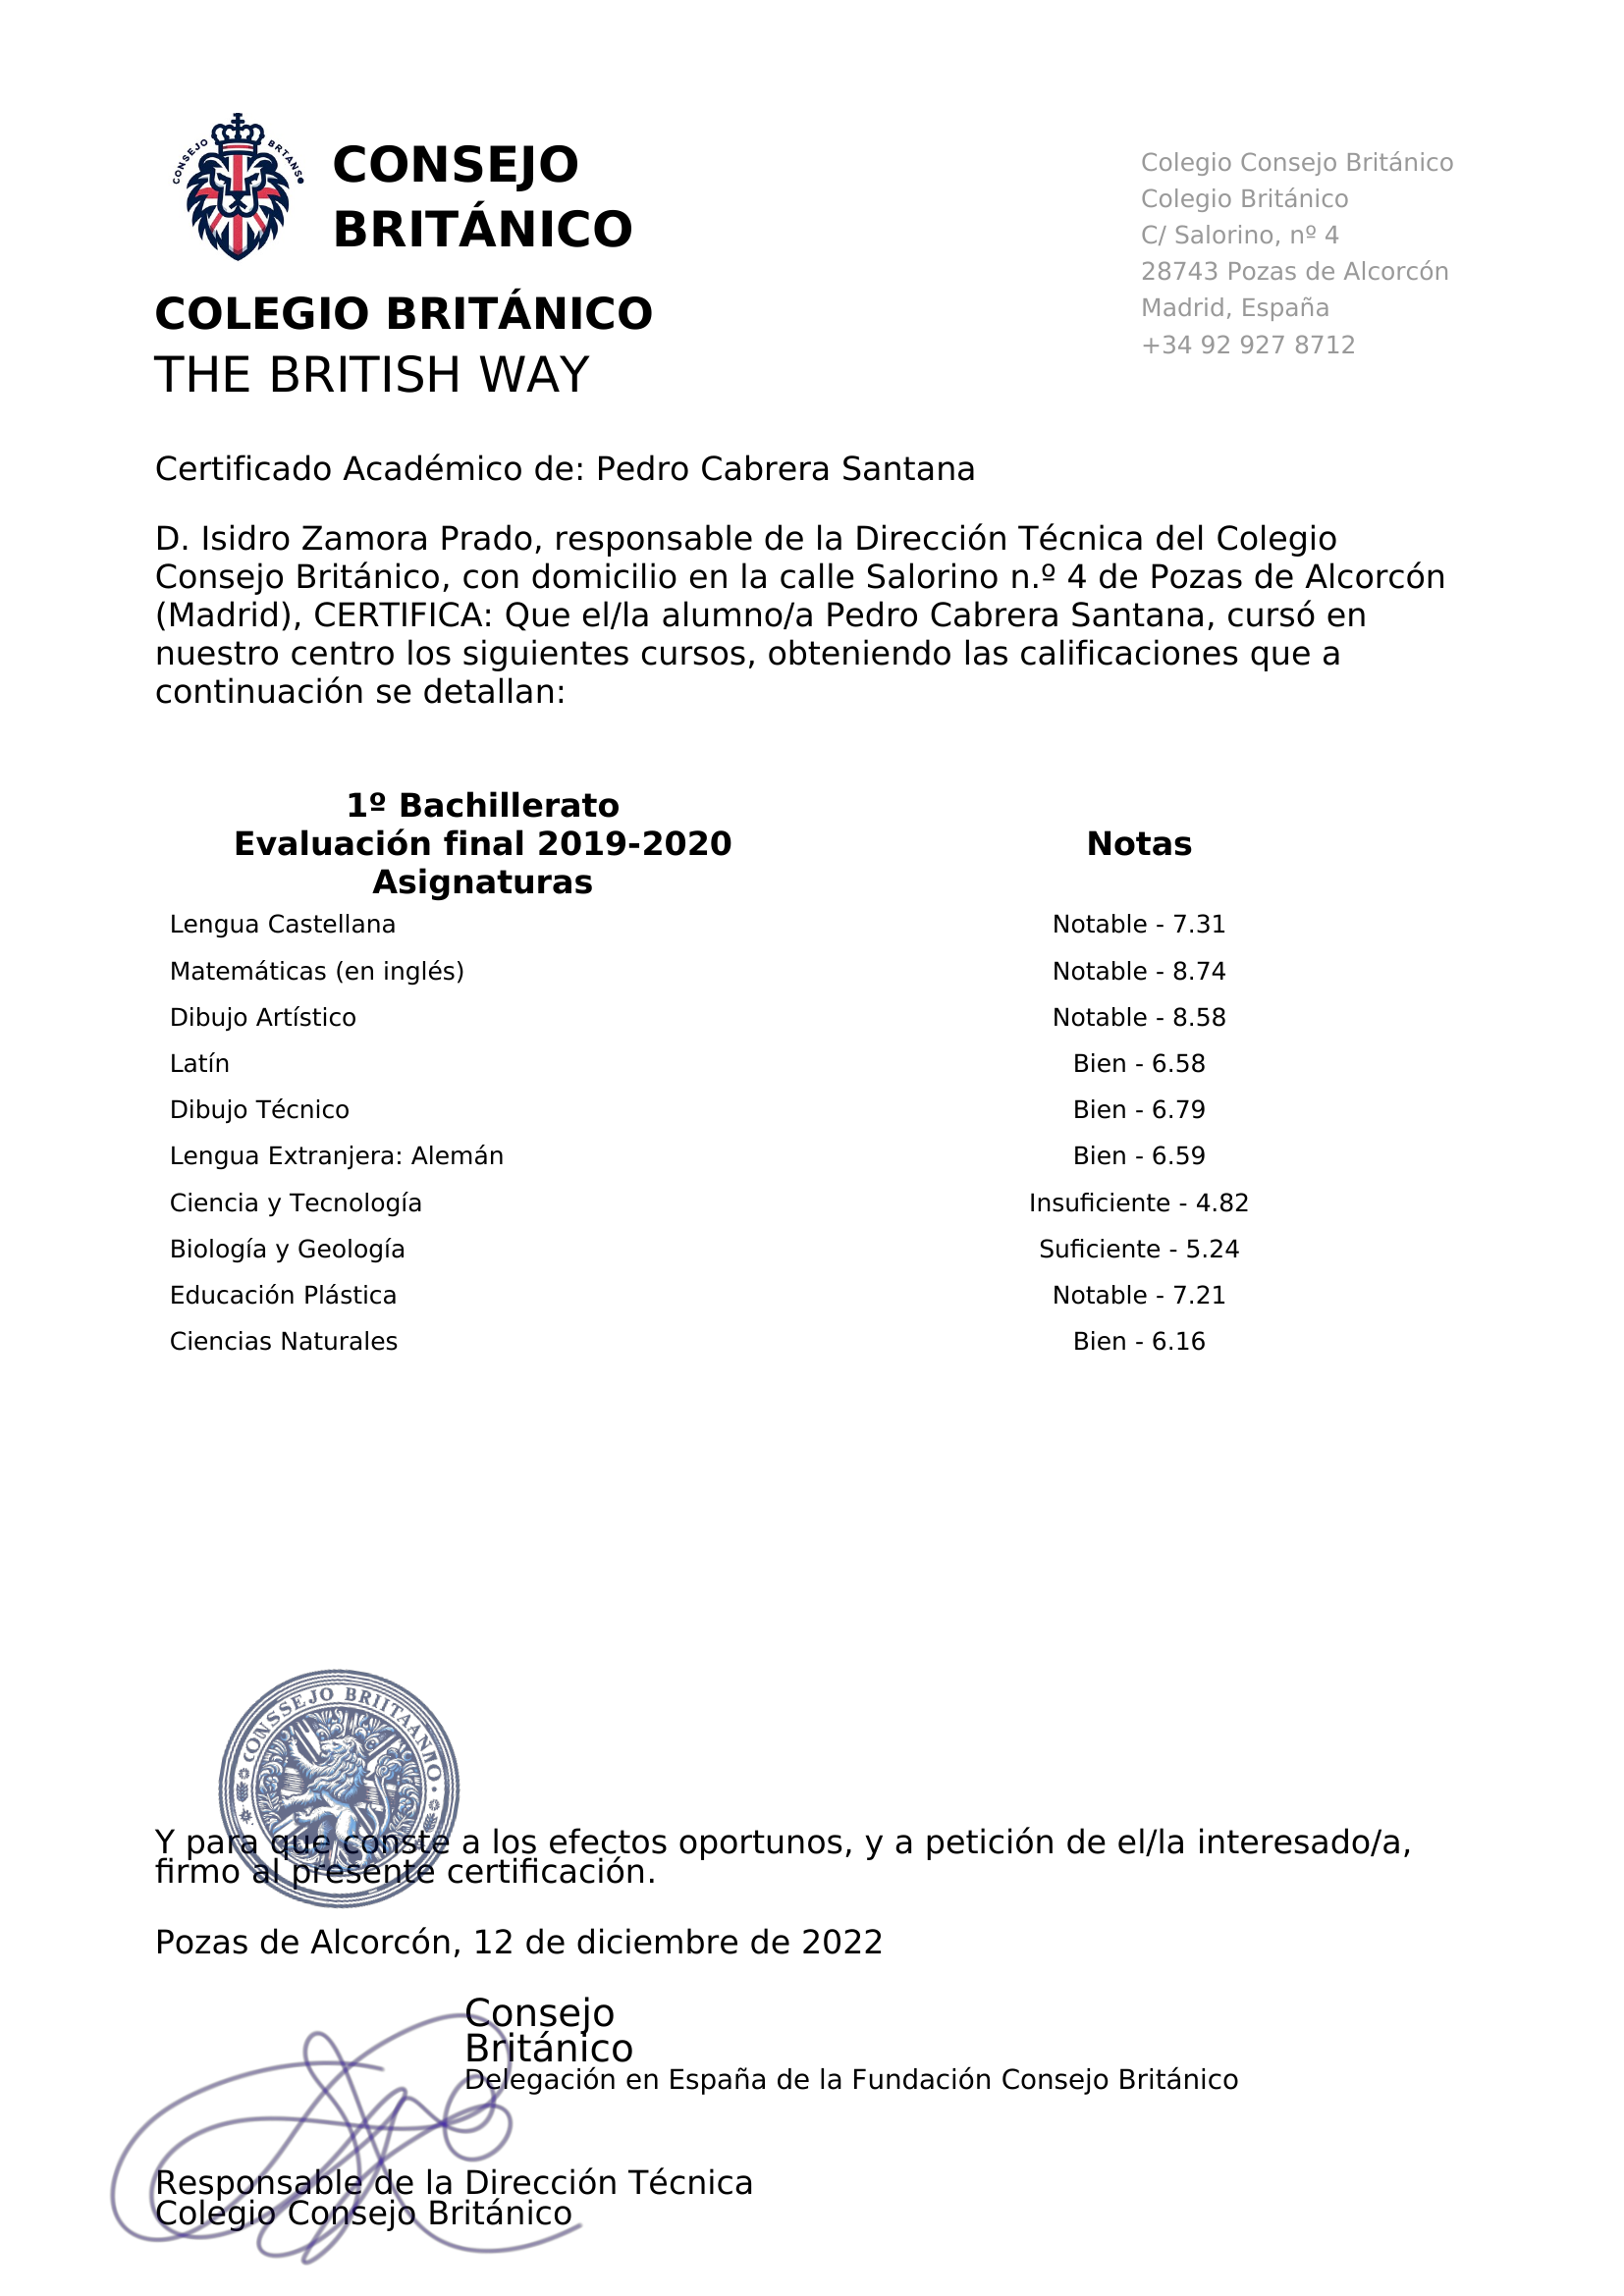 CONSEJO BRTANS
CONSEJO
BRITÁNICO
COLEGIO BRITÁNICO
THE BRITISH WAY
Colegio Consejo Británico
Colegio Británico
C/ Salorino, nº 4
28743 Pozas de Alcorcón
Madrid, España
+34 92 927 8712
Certificado Académico de: Pedro Cabrera Santana
D. Isidro Zamora Prado, responsable de la Dirección Técnica del Colegio
Consejo Británico, con domicilio en la calle Salorino n.º 4 de Pozas de Alcorcón
(Madrid), CERTIFICA: Que el/la alumno/a Pedro Cabrera Santana, cursó en
nuestro centro los siguientes cursos, obteniendo las calificaciones que a
continuación se detallan:
1º Bachillerato
Evaluación final 2019-2020 Notas
Asignaturas
Lengua Castellana Notable - 7.31
Matemáticas (en inglés) Notable - 8.74
Dibujo Artístico Notable - 8.58
Latín Bien - 6.58
Dibujo Técnico Bien - 6.79
Lengua Extranjera: Alemán Bien - 6.59
Ciencia y Tecnología Insuficiente - 4.82
Biología y Geología Suficiente - 5.24
Educación Plástica Notable - 7.21
Ciencias Naturales Bien - 6.16
CONSSEJO BRIITAANIO
Y para que conste a los efectos oportunos, y a petición de el/la interesado/a,
firmo al presente certificación.
Pozas de Alcorcón, 12 de diciembre de 2022
Consejo
Británico
Delegación en España de la Fundación Consejo Británico
Responsable de la Dirección Técnica
Colegio Consejo Británico